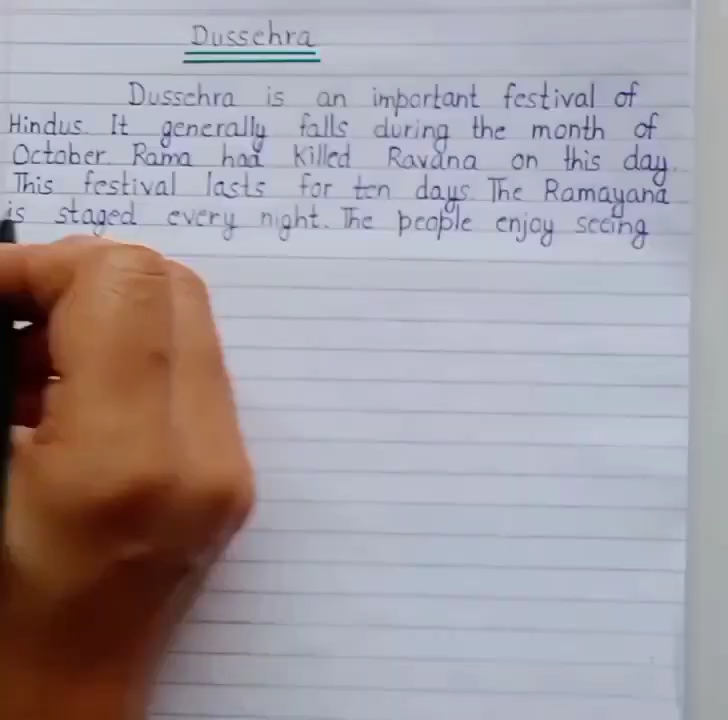 Dussehra
Dussehra is an important festival of
Hindus. It generally falls during the month of
October. Rama had killed Ravana on this day.
This festival lasts for ten days. The Ramayana
is staged every night. The people enjoy seeing